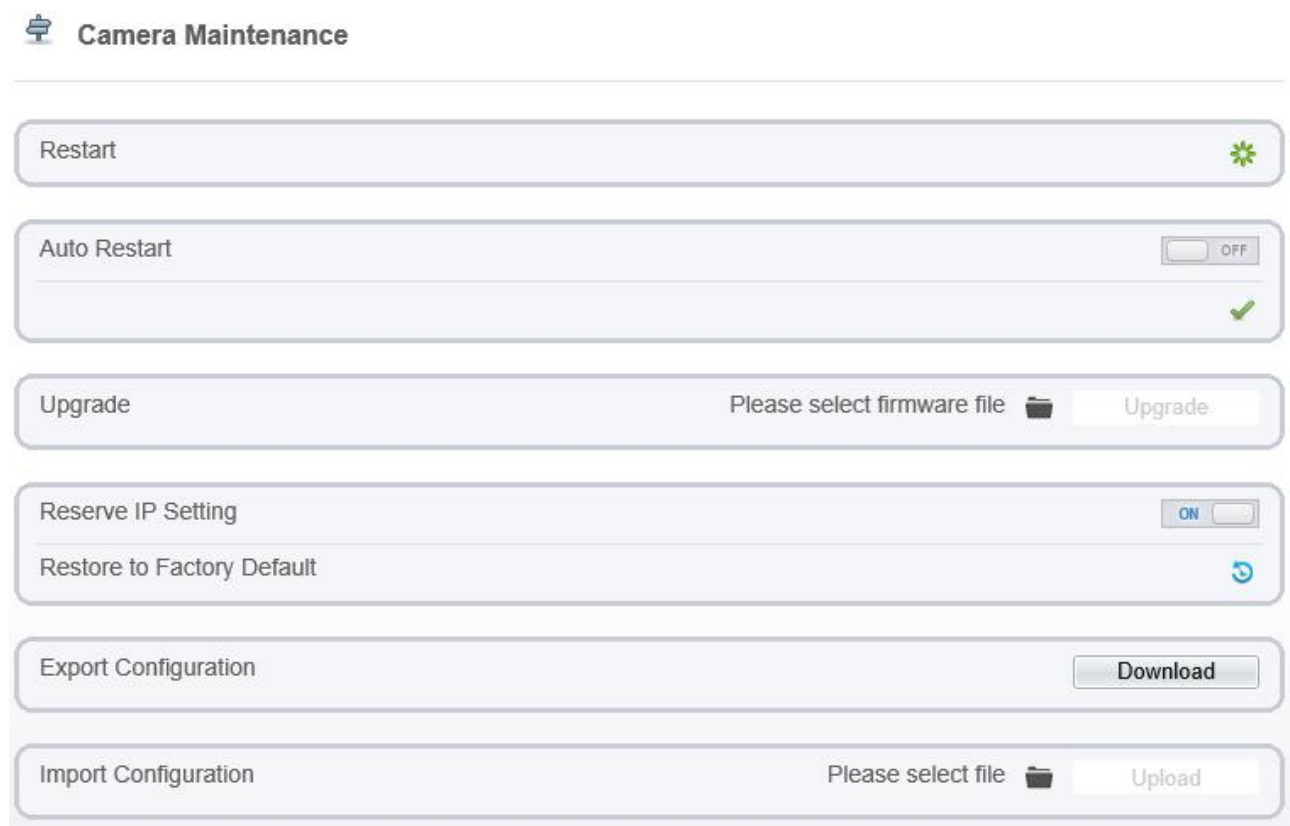 Camera Maintenance
Restart
Auto Restart OFF
Upgrade Please select firmware file Upgrade
Reserve IP Setting ON
Restore to Factory Default
Export Configuration Download
Import Configuration Please select file Upload